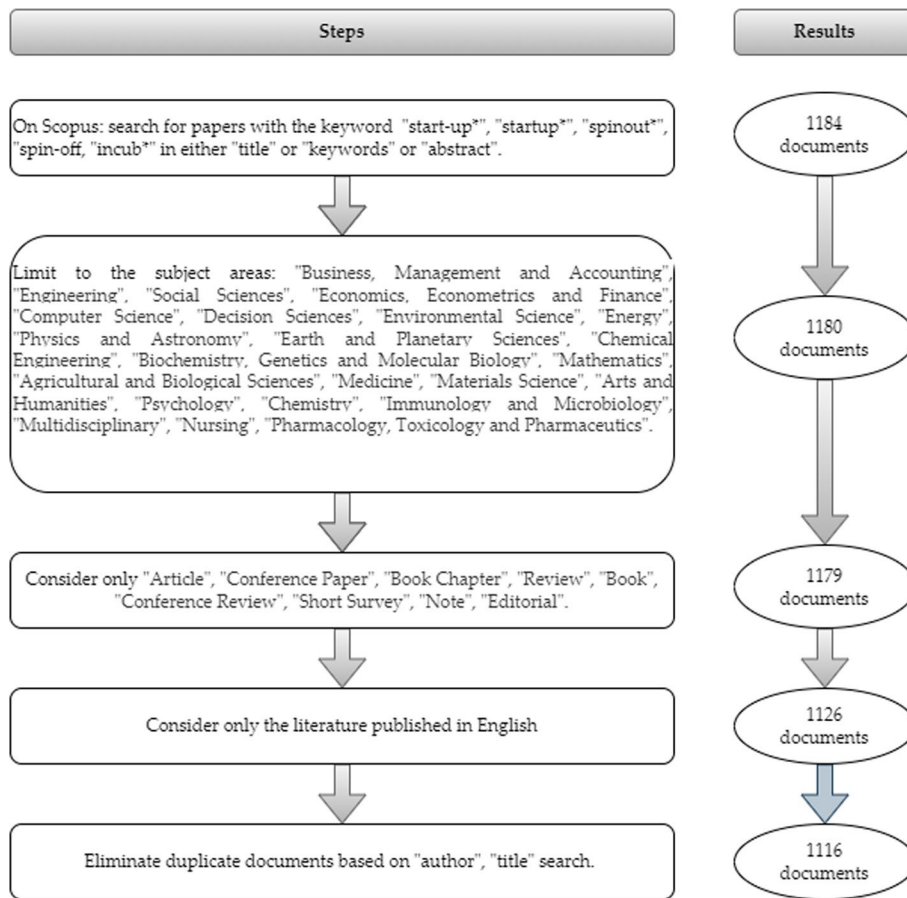 Steps
Results
On Scopus: search for papers with the keyword "start-up*", "startup*", "spinout*",
"spin-off, "incub*" in either "title" or "keywords" or "abstract".
1184
documents
Limit to the subject areas: "Business, Management and Accounting",
"Engineering", "Social Sciences", "Economics, Econometrics and Finance",
"Computer Science", "Decision Sciences", "Environmental Science", "Energy",
"Physics and Astronomy", "Earth and Planetary Sciences", "Chemical
Engineering", "Biochemistry, Genetics and Molecular Biology", "Mathematics",
"Agricultural and Biological Sciences", "Medicine", "Materials Science", "Arts and
Humanities", "Psychology", "Chemistry", "Immunology and Microbiology",
"Multidisciplinary", "Nursing", "Pharmacology, Toxicology and Pharmaceutics".
1180
documents
Consider only "Article", "Conference Paper", "Book Chapter", "Review", "Book",
"Conference Review", "Short Survey", "Note", "Editorial".
1179
documents
Consider only the literature published in English
1126
documents
Eliminate duplicate documents based on "author", "title" search.
1116
documents